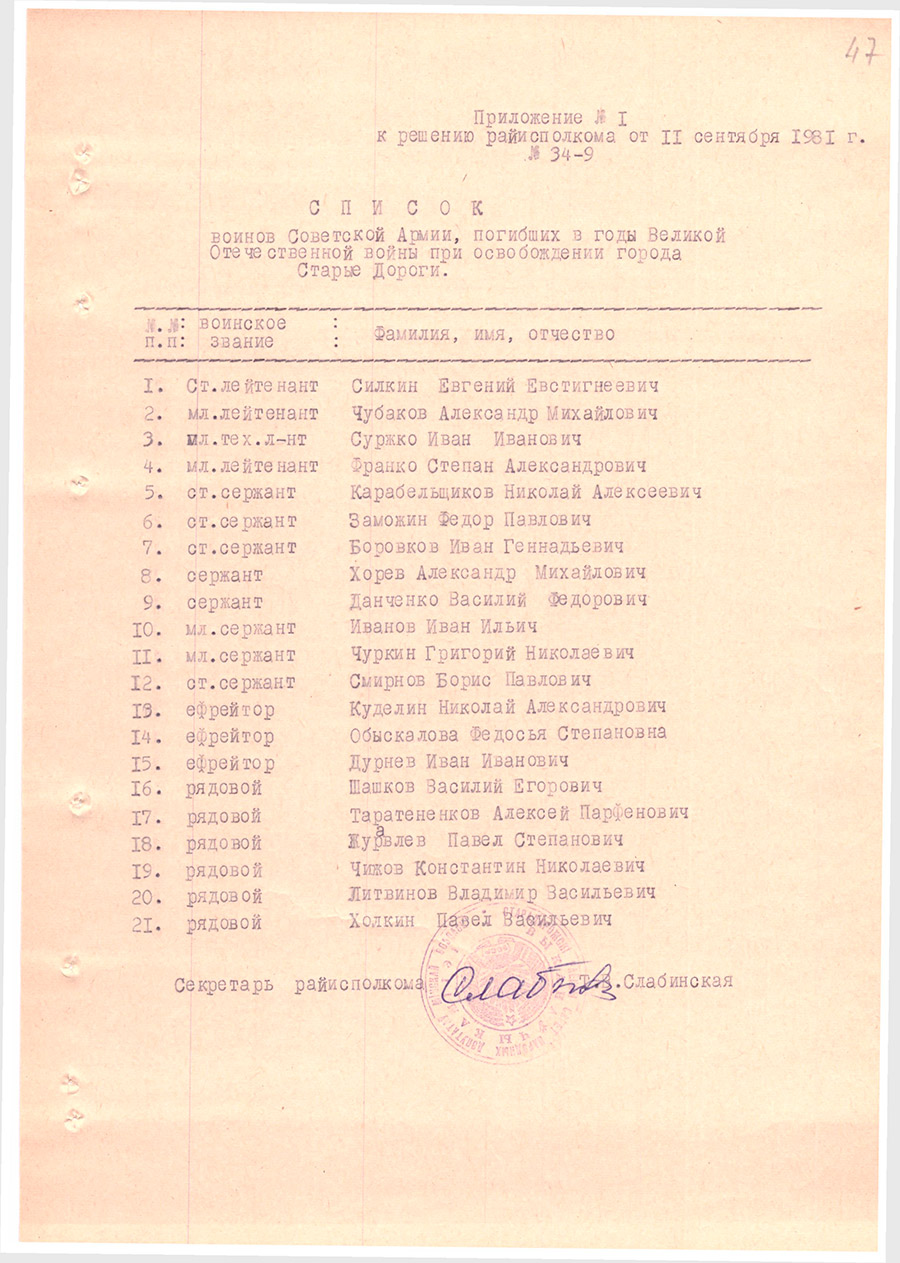 47
Приложение № I
к решению райисполкома от II сентября 1981 г.
№ 34-9
С П И С О К
воинов Советской Армии, погибших в годы Великой
Отечественной войны при освобождении города
Старые Дороги.
№.№: воинское :
п.п: звание : Фамилия, имя, отчество
I. Ст.лейтенант Силкин Евгений Евстигнеевич
2. мл.лейтенант Чубаков Александр Михайлович
3. мл.тех.л-нт Суржко Иван Иванович
4. мл.лейтенант Франко Степан Александрович
5. ст.сержант Карабельщиков Николай Алексеевич
6. ст.сержант Заможин Федор Павлович
7. ст.сержант Боровков Иван Геннадьевич
8. сержант Хорев Александр Михайлович
9. сержант Данченко Василий Федорович
I0. мл.сержант Иванов Иван Ильич
II. мл.сержант Чуркин Григорий Николаевич
I2. ст.сержант Смирнов Борис Павлович
I3. ефрейтор Куделин Николай Александрович
I4. ефрейтор Обыскалова Федосья Степановна
I5. ефрейтор Дурнев Иван Иванович
I6. рядовой Шашков Василий Егорович
I7. рядовой Таратененков Алексей Парфенович
I8. рядовой Журавлев Павел Степанович
I9. рядовой Чижов Константин Николаевич
20. рядовой Литвинов Владимир Васильевич
2I. рядовой Холкин Павел Васильевич
Секретарь райисполкома Т.В.Слабинская